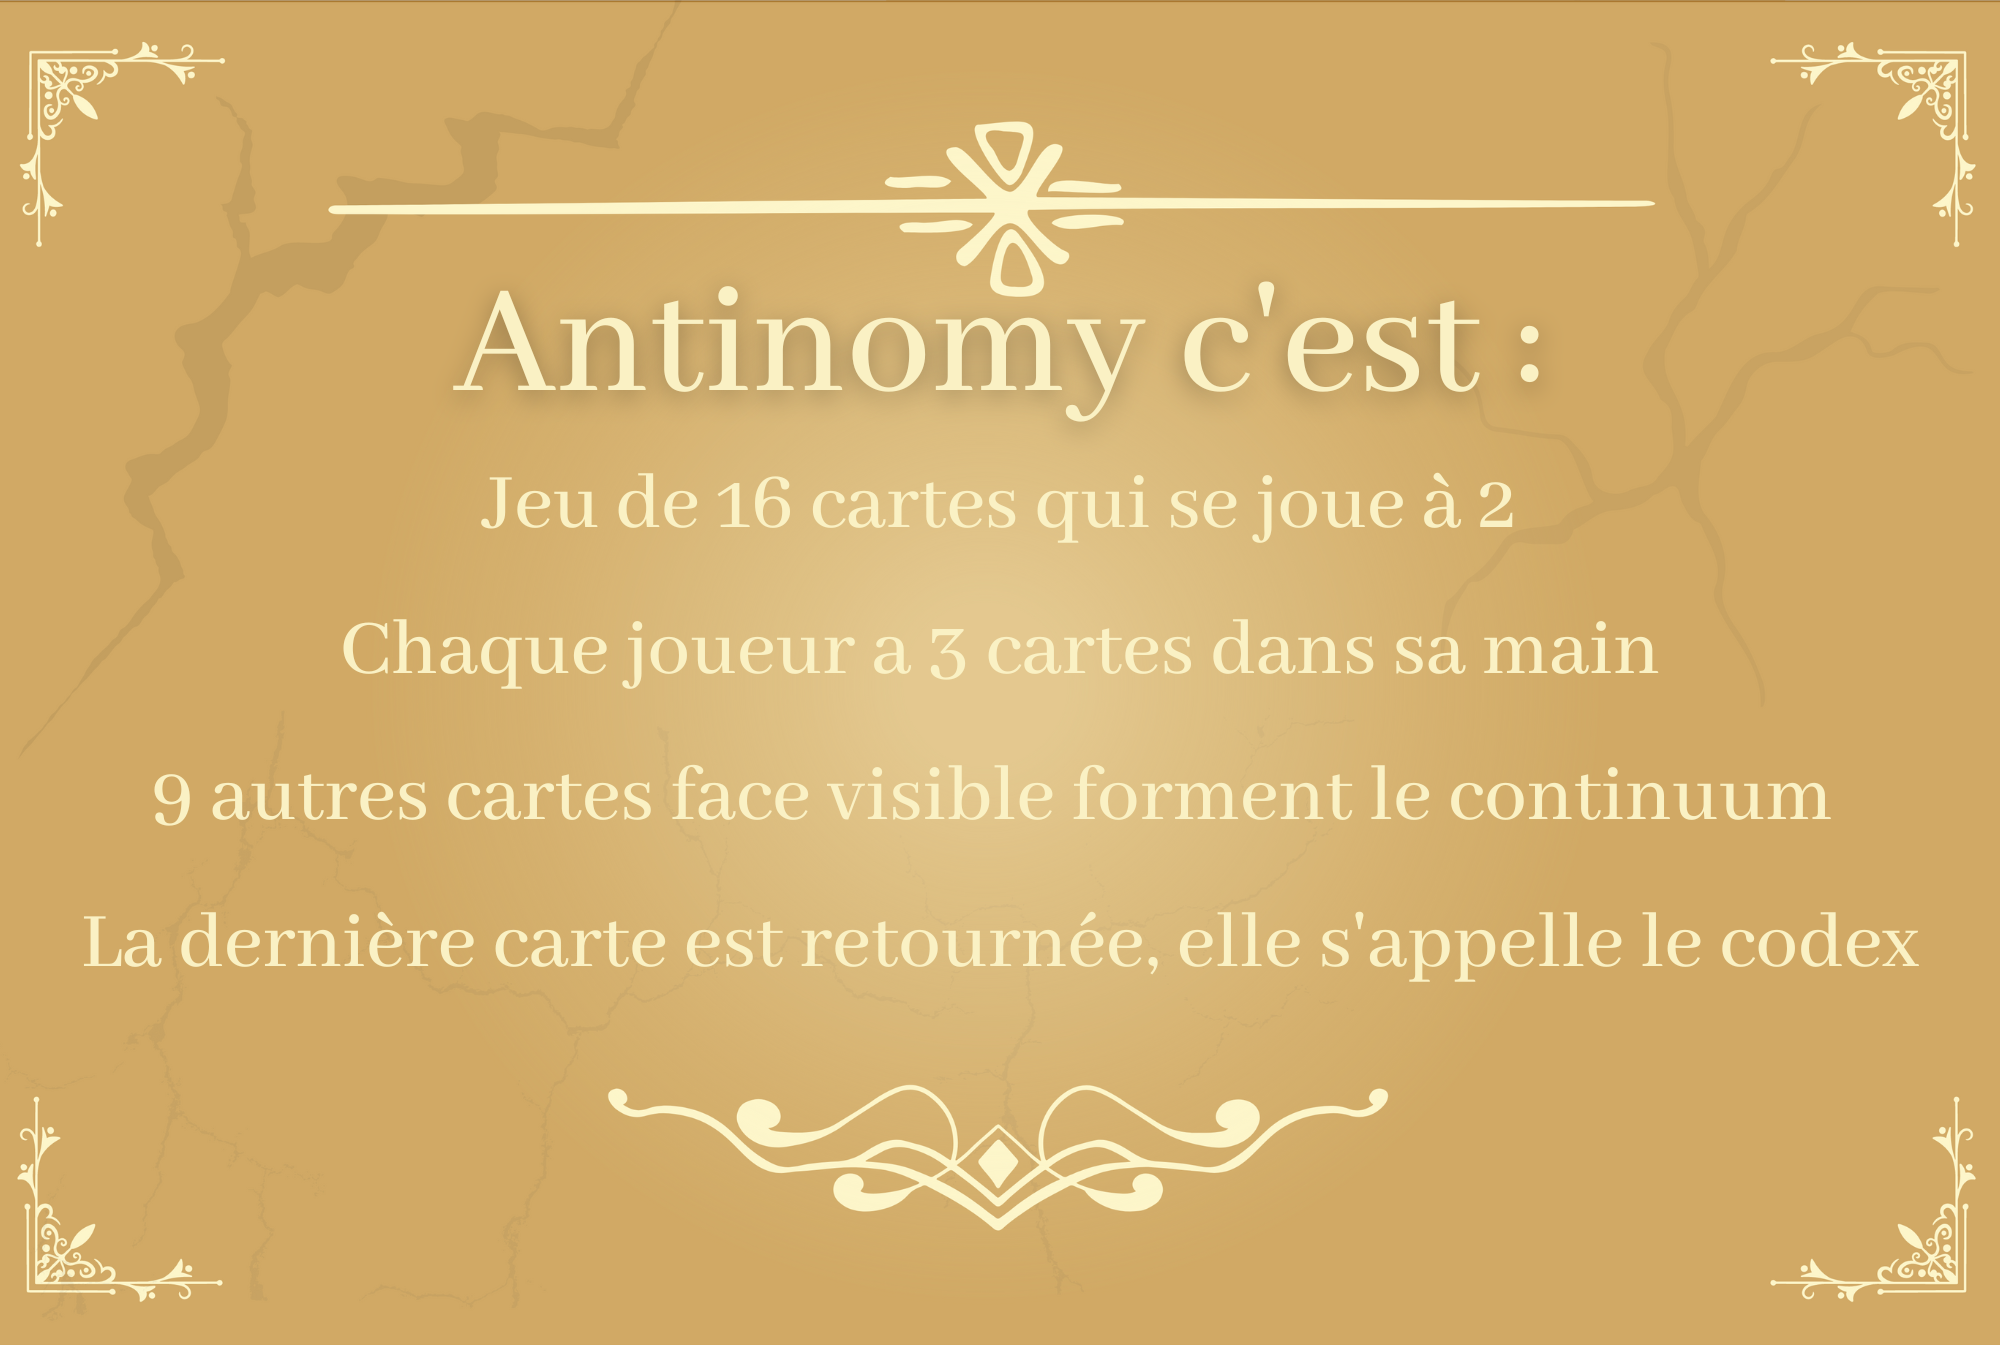 Antinomy c'est :
Jeu de 16 cartes qui se joue à 2
Chaque joueur a 3 cartes dans sa main
9 autres cartes face visible forment le continuum
La dernière carte est retournée, elle s'appelle le codex